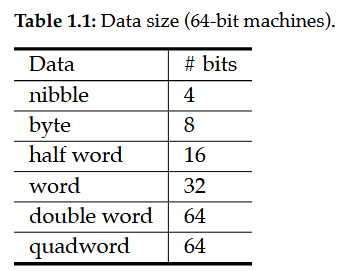 Table 1.1: Data size (64-bit machines).
Data # bits
nibble 4
byte 8
half word 16
word 32
double word 64
quadword 64